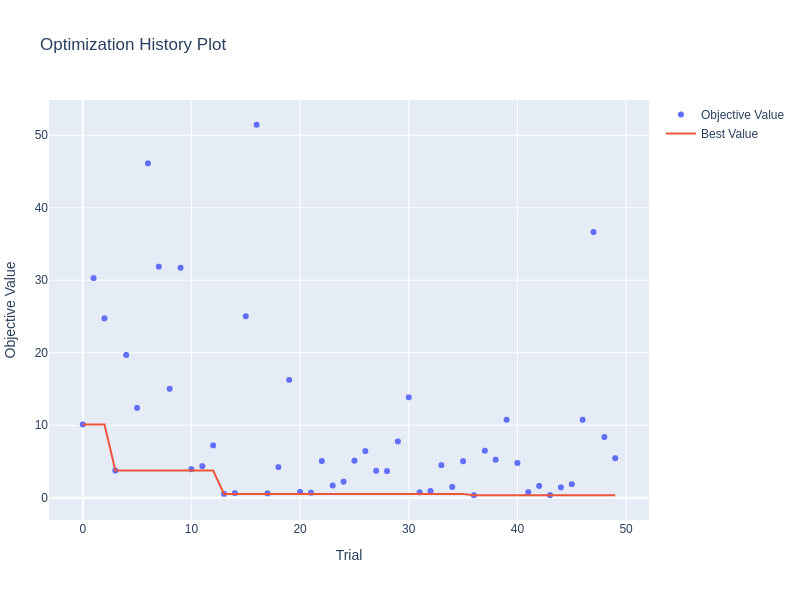 Optimization History Plot
Objective Value
Best Value
50
40
30
20
10
0
Objective Value
0 10 20 30 40 50
Trial